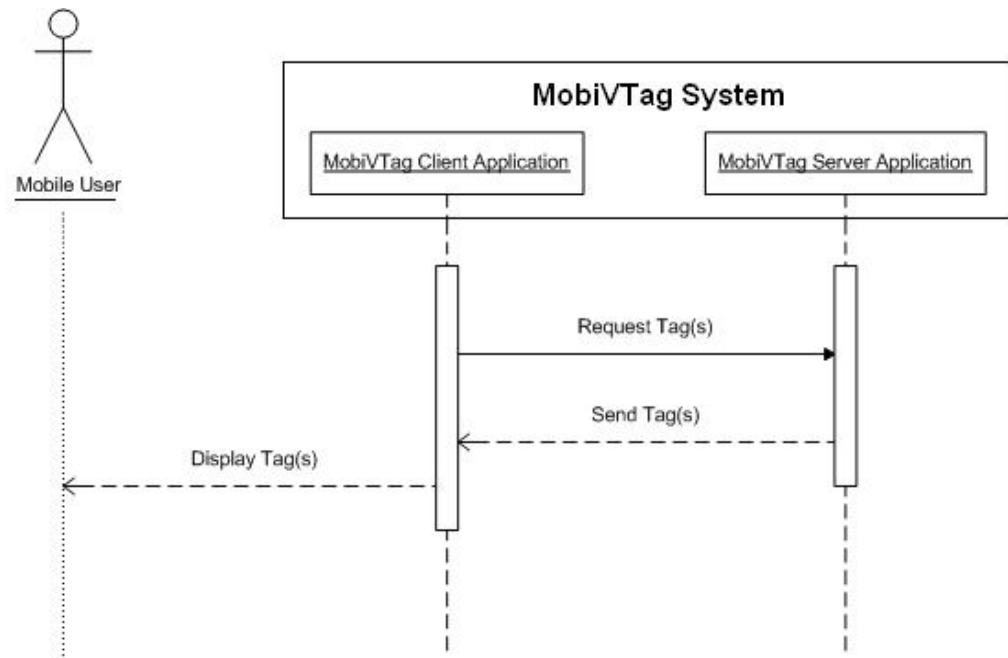 MobiVTag System
MobiVTag Client Application
MobiVTag Server Application
Mobile User
Request Tag(s)
Send Tag(s)
Display Tag(s)